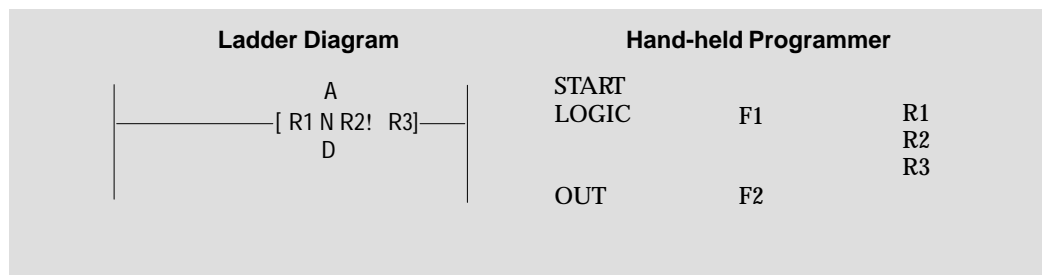 Ladder Diagram
A
[ R1 N R2! R3]
D
Hand-held Programmer
START
LOGIC F1 R1
R2
R3
OUT F2